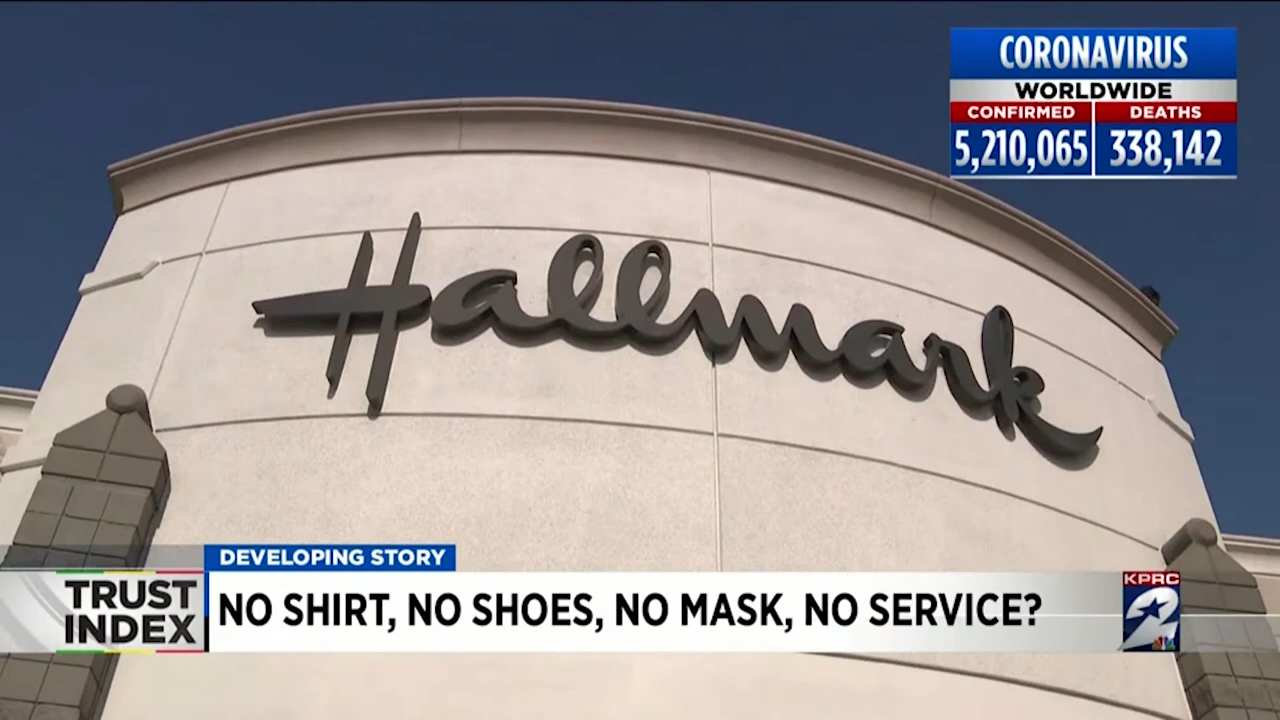 CORONAVIRUS
WORLDWIDE
CONFIRMED DEATHS
5,210,065 338,142
Hallmark
DEVELOPING STORY
TRUST
INDEX
NO SHIRT, NO SHOES, NO MASK, NO SERVICE?
KPRC
2